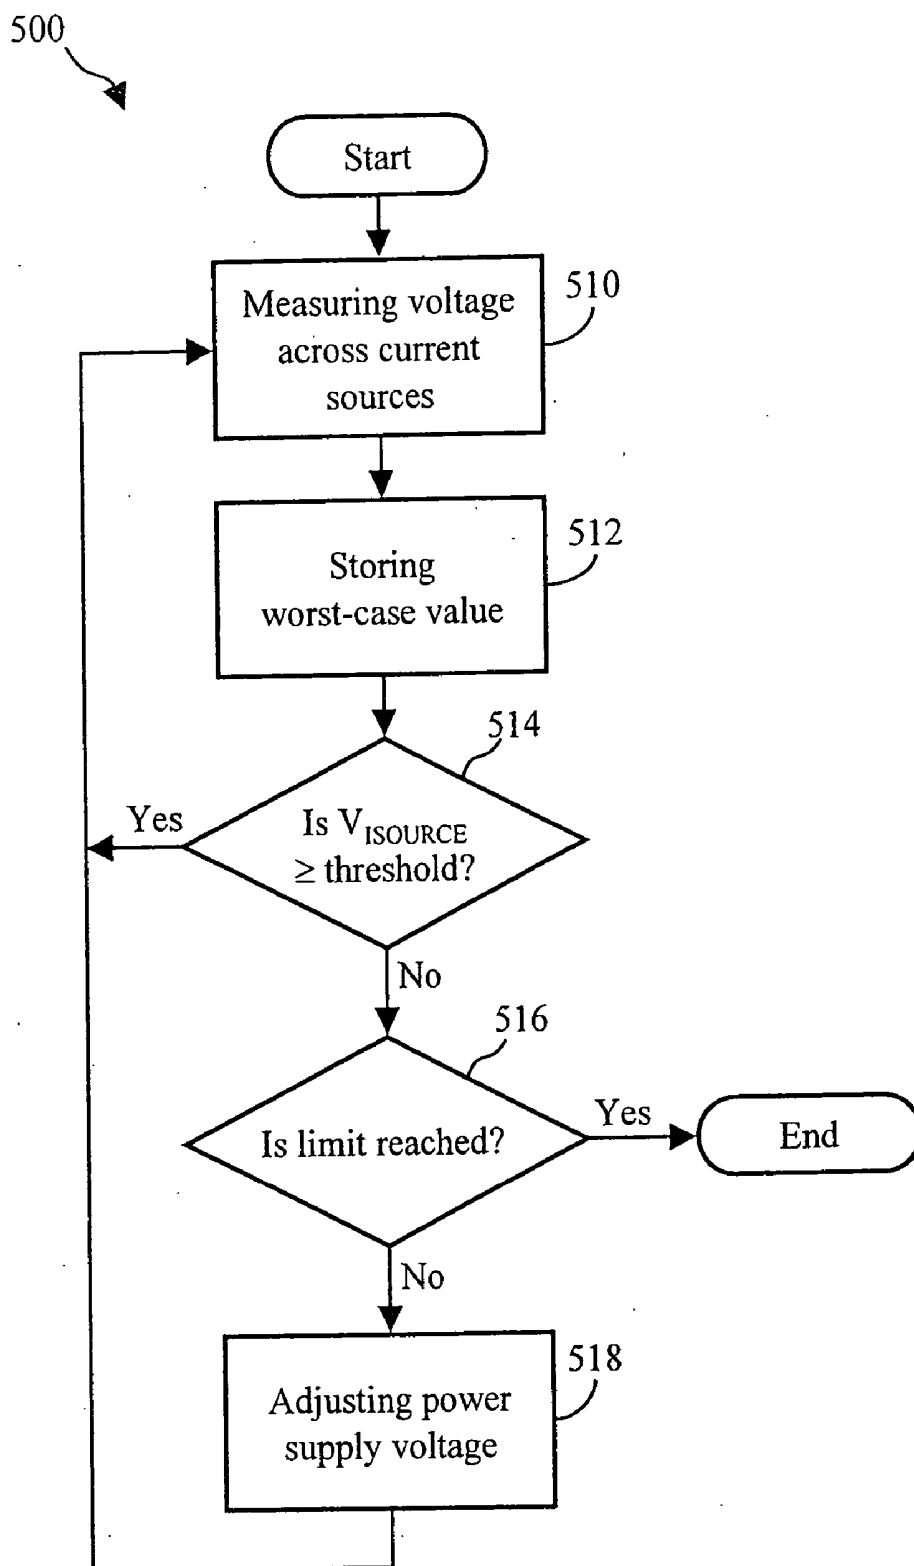 500
Start
Measuring voltage
across current
sources
510
Storing
worst-case value
512
514
Is V_ISOURCE
≥ threshold?
Yes
No
516
Is limit reached?
Yes
End
No
Adjusting power
supply voltage
518